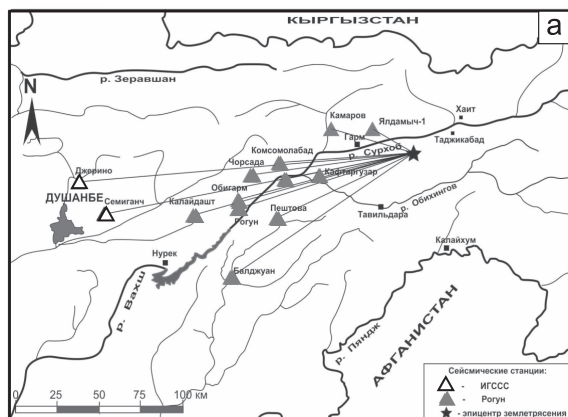 КЫРГЫЗСТАН
а
р. Зеравшан
N
Камаров
Ялдамыч-1
Хаит
Гарм
Таджикабад
р. Сурхоб
Комсомолабад
Чорсада
Джерино
Кафтаргузар
ДУШАНБЕ
Семиганч
Обигарм
Калайдашт
Рогун
Пештова
Тавильдара
р. Обихингов
Нурек
Балджуан
Калайхум
р. Вахш
р. Пяндж
АФГАНИСТАН
Сейсмические станции:
- ИГССС
- Рогун
- эпицентр землетрясения
0 25 50 75 100 км